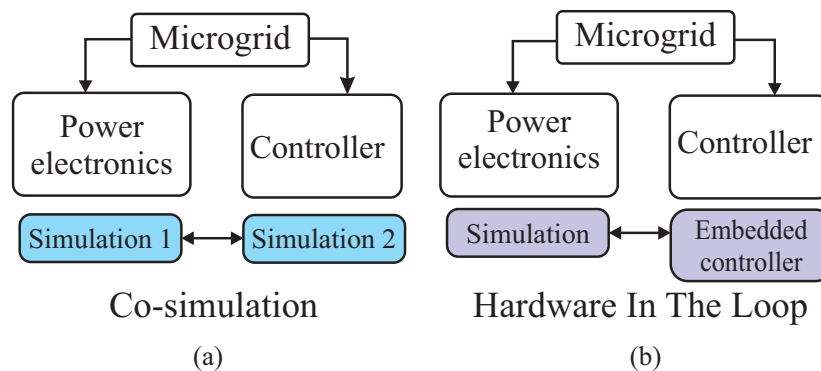 Microgrid
Power
electronics
Controller
Simulation 1
Simulation 2
Co-simulation
(a)
Microgrid
Power
electronics
Controller
Simulation
Embedded
controller
Hardware In The Loop
(b)